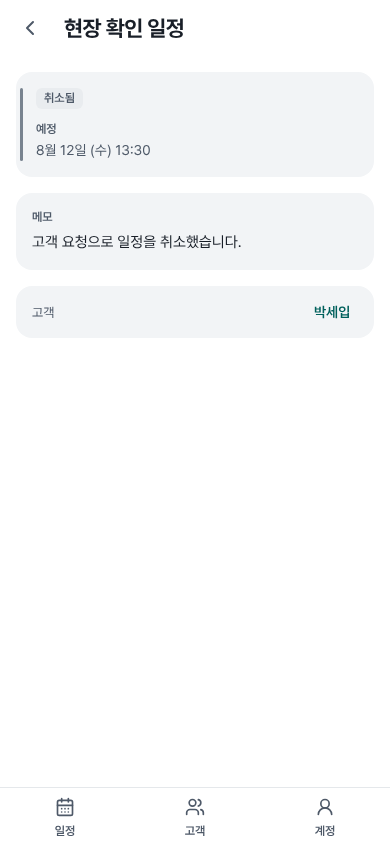 현장 확인 일정
취소됨
예정
8월 12일 (수) 13:30
메모
고객 요청으로 일정을 취소했습니다.
고객 박세입
일정 고객 계정